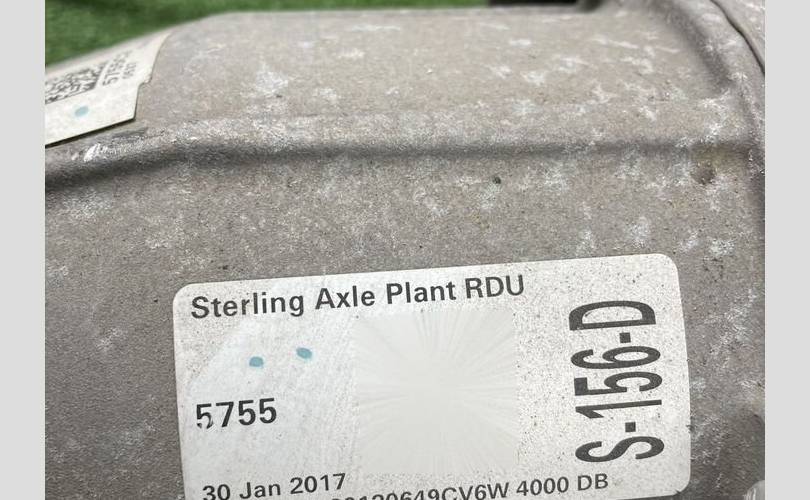 Sterling Axle Plant RDU
S-156-D
5755
30 Jan 2017
4000 DB